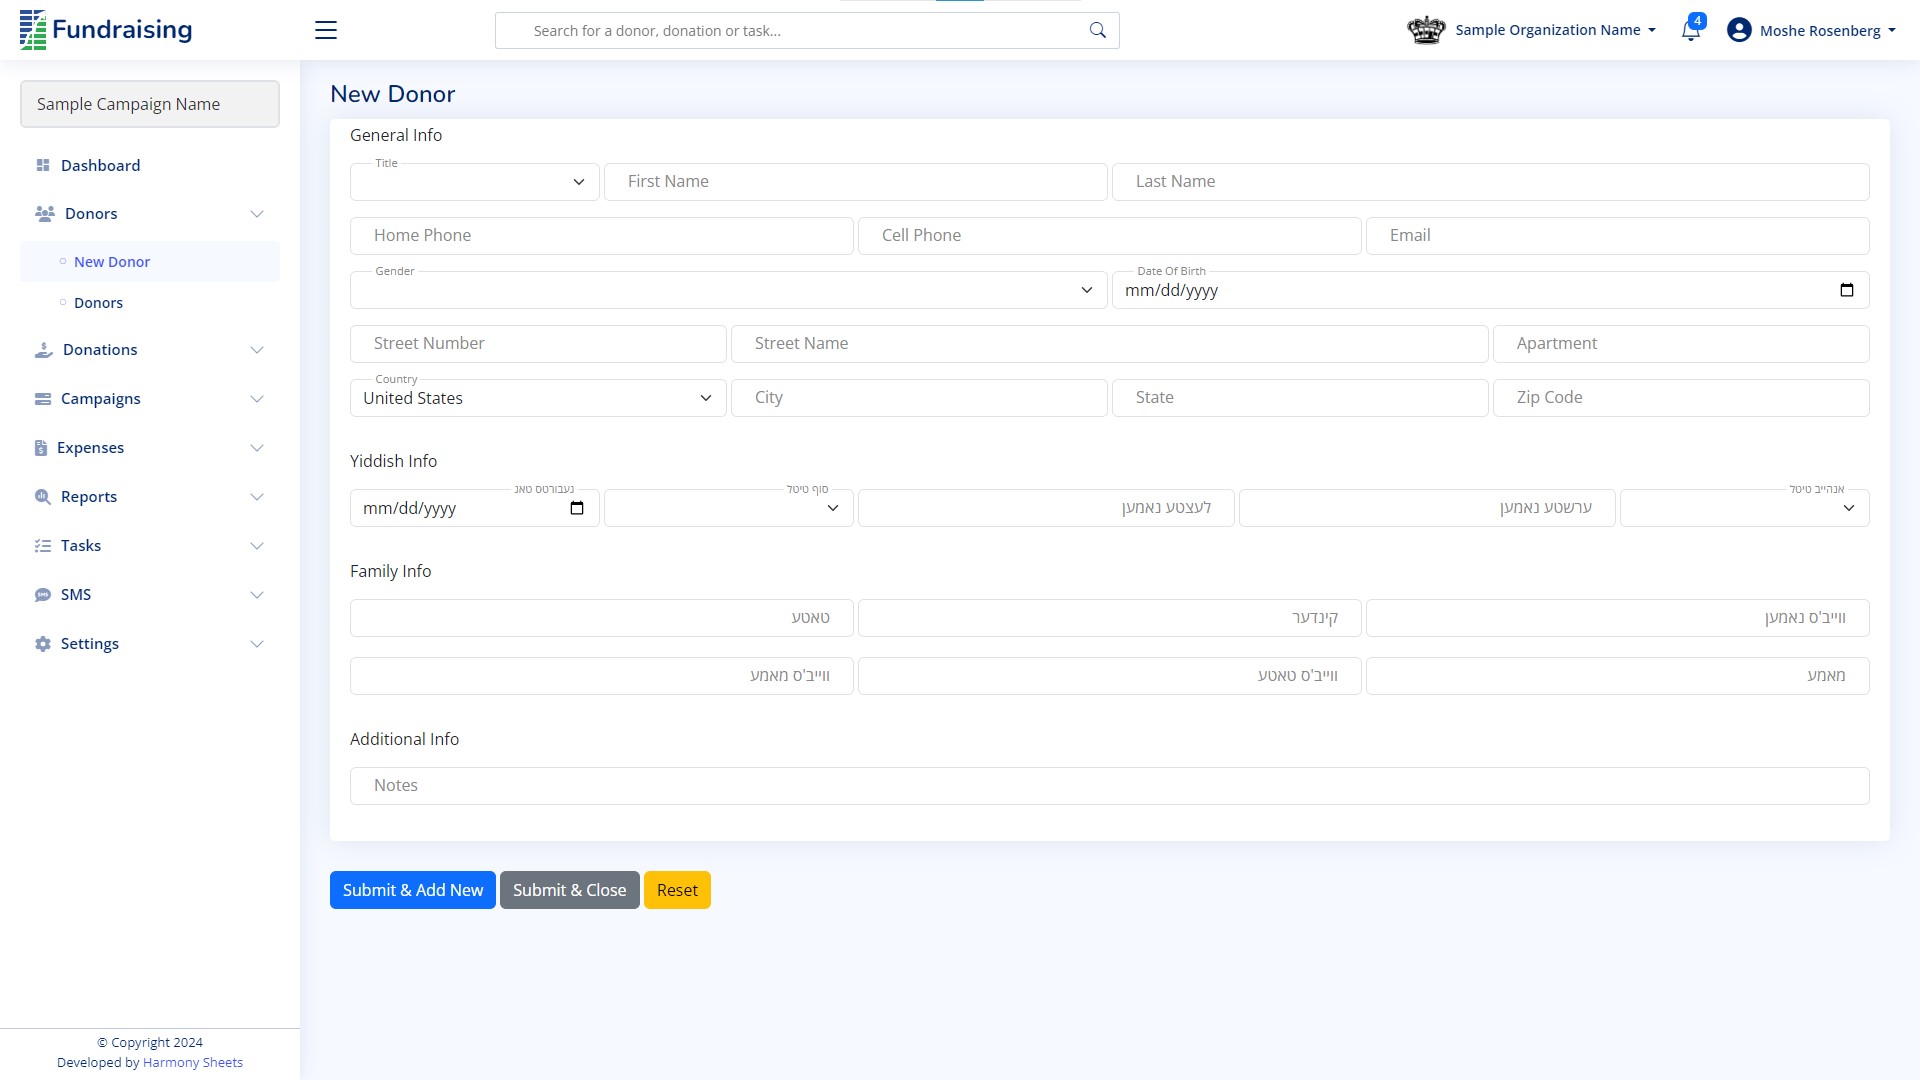 Fundraising
Search for a donor, donation or task...
Sample Organization Name
4
Moshe Rosenberg
Sample Campaign Name
Dashboard
Donors
New Donor
Donors
Donations
Campaigns
Expenses
Reports
Tasks
SMS
Settings
© Copyright 2024
Developed by Harmony Sheets
New Donor
General Info
Title
First Name
Last Name
Home Phone
Cell Phone
Email
Gender
Date Of Birth
mm/dd/yyyy
Street Number
Street Name
Apartment
Country
United States
City
State
Zip Code
Yiddish Info
אנהייב טיטל
ערשטע נאמען
לעצטע נאמען
סוף טיטל
געבורטס טאג
mm/dd/yyyy
Family Info
ווייב'ס נאמען
קינדער
טאטע
מאמע
ווייב'ס טאטע
ווייב'ס מאמע
Additional Info
Notes
Submit & Add New
Submit & Close
Reset